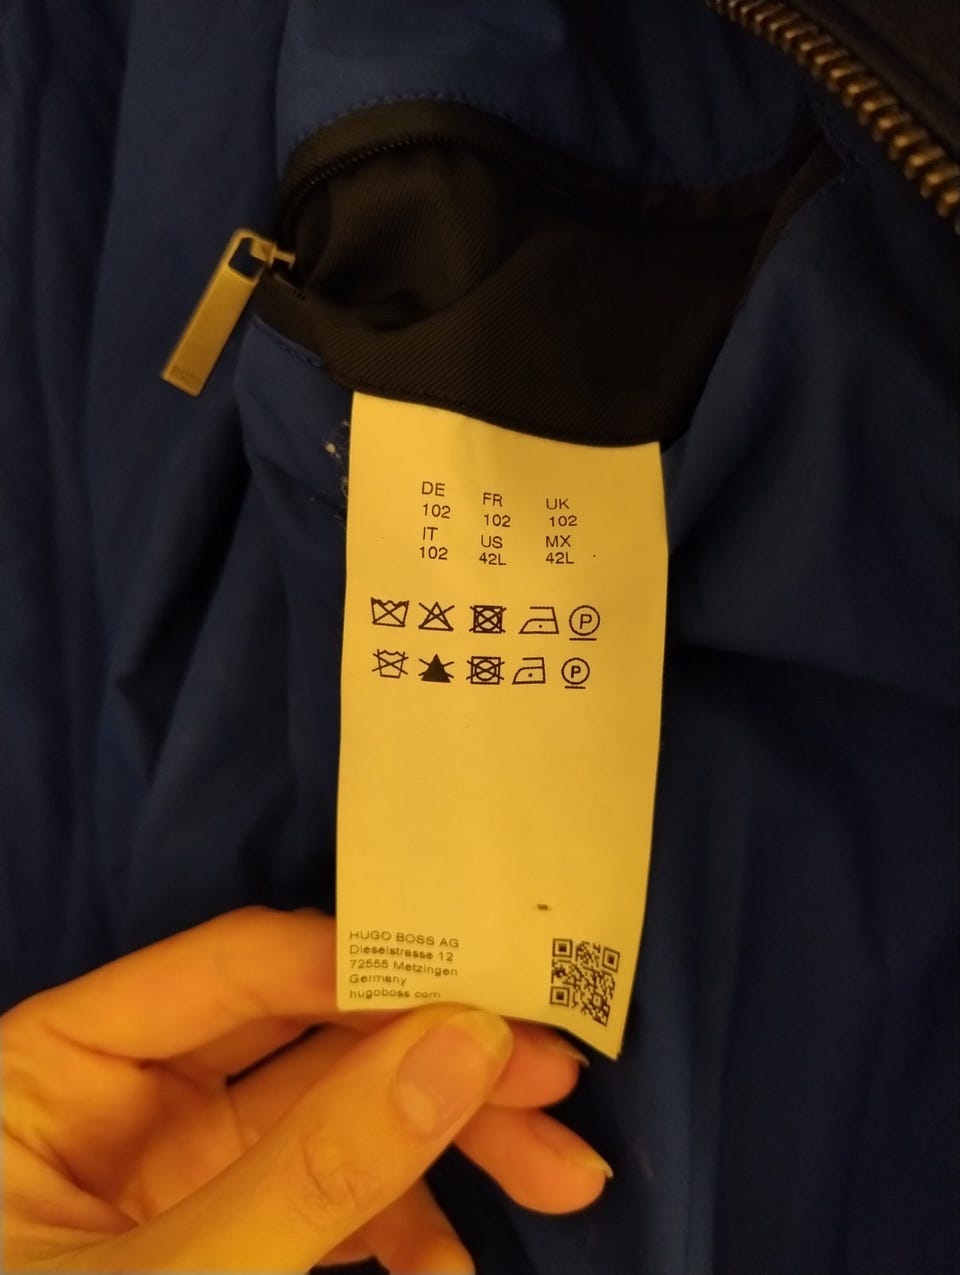 BOSS
DE FR UK
102 102 102
IT US MX
102 42L 42L
P
P
HUGO BOSS AG
Dieselstrasse 12
72555 Metzingen
Germany
hugoboss.com